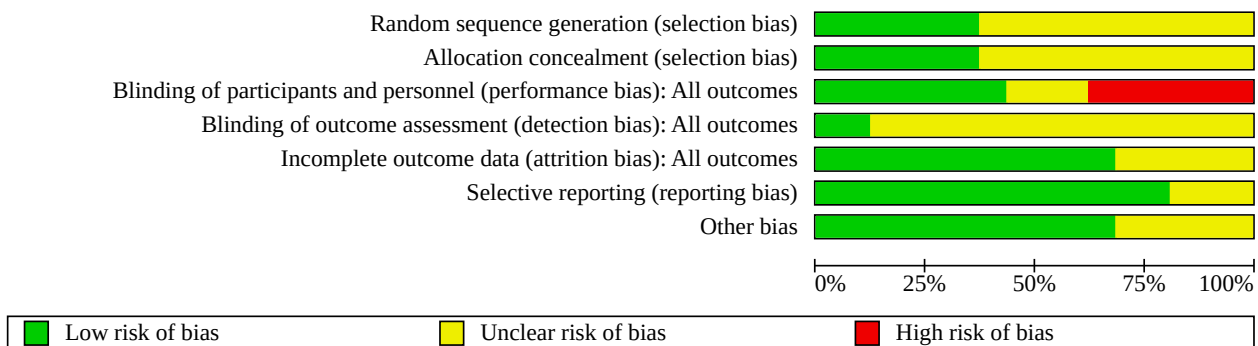 Random sequence generation (selection bias)
Allocation concealment (selection bias)
Blinding of participants and personnel (performance bias): All outcomes
Blinding of outcome assessment (detection bias): All outcomes
Incomplete outcome data (attrition bias): All outcomes
Selective reporting (reporting bias)
Other bias
0% 25% 50% 75% 100%
Low risk of bias Unclear risk of bias High risk of bias